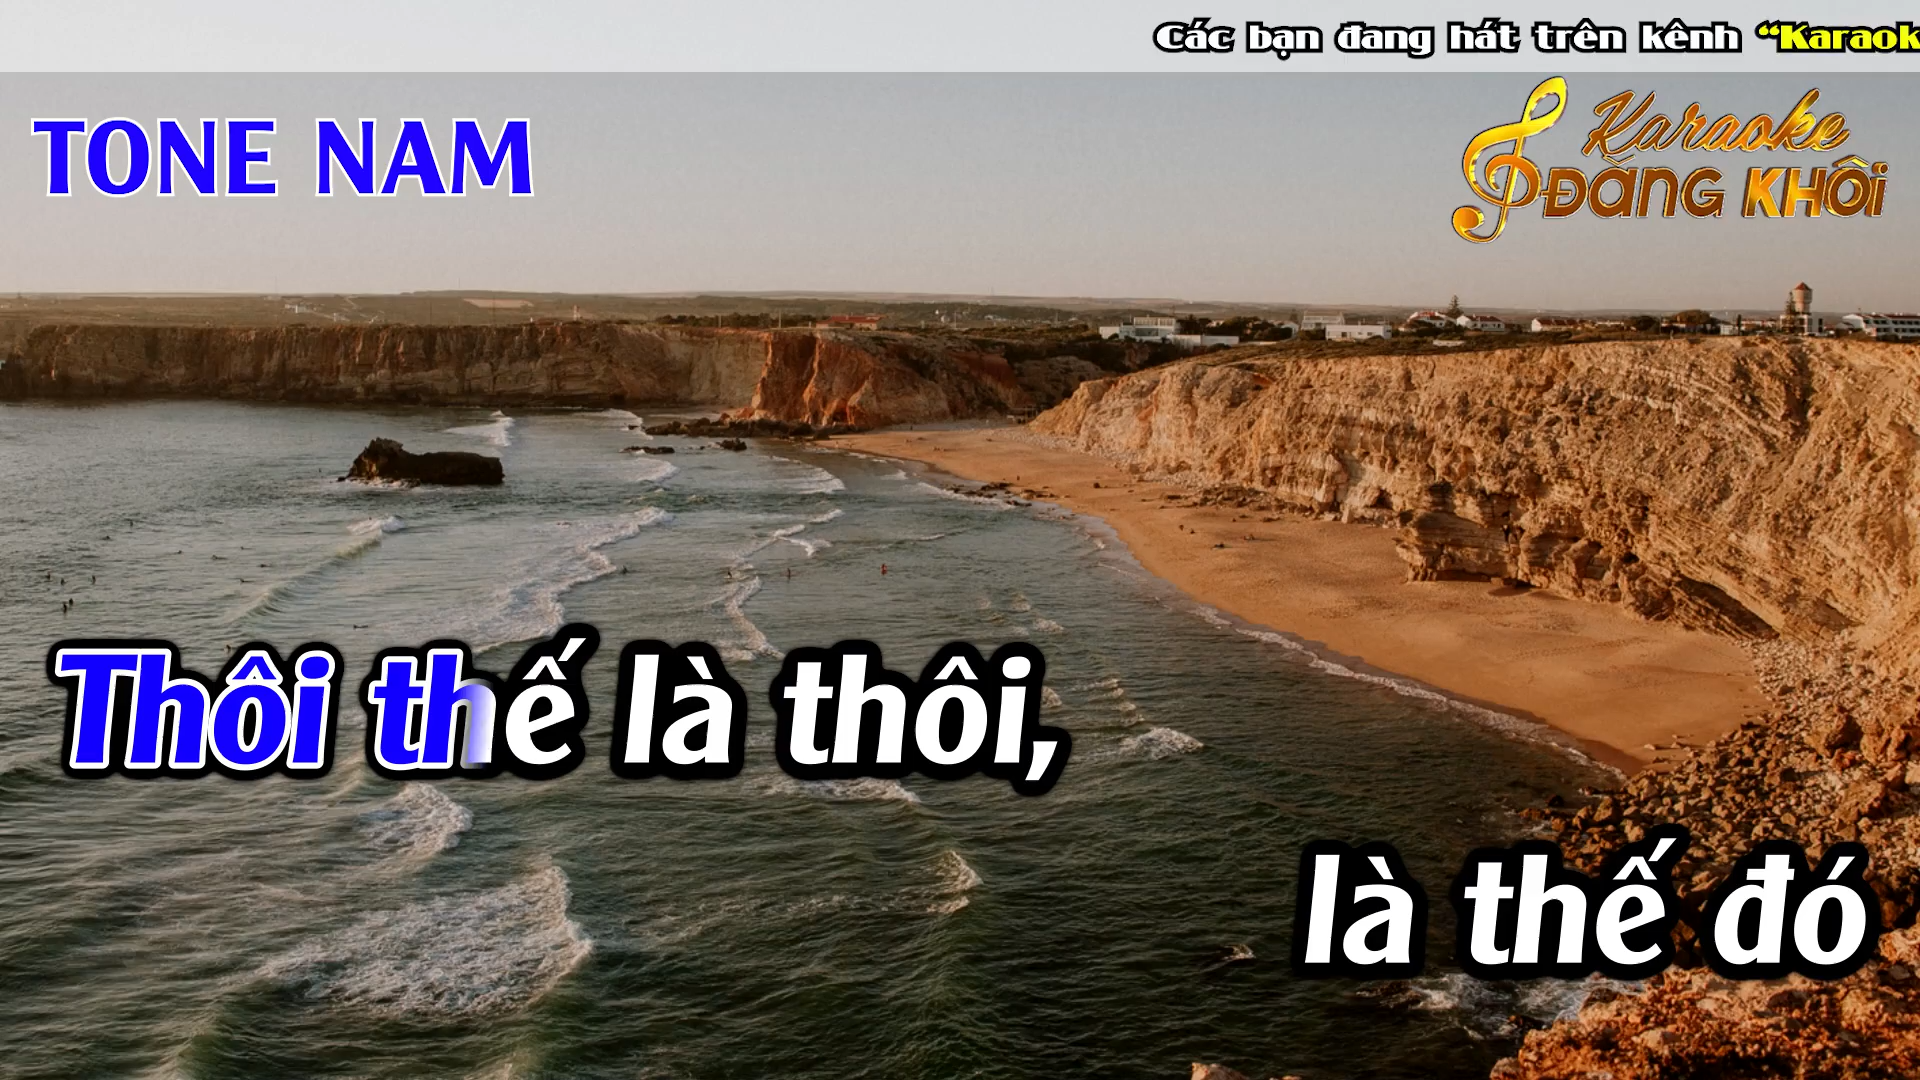 Các bạn đang hát trên kênh “Karaok
TONE NAM
Karaoke
ĐĂNG KHÔI
Thôi thế là thôi,
là thế đó